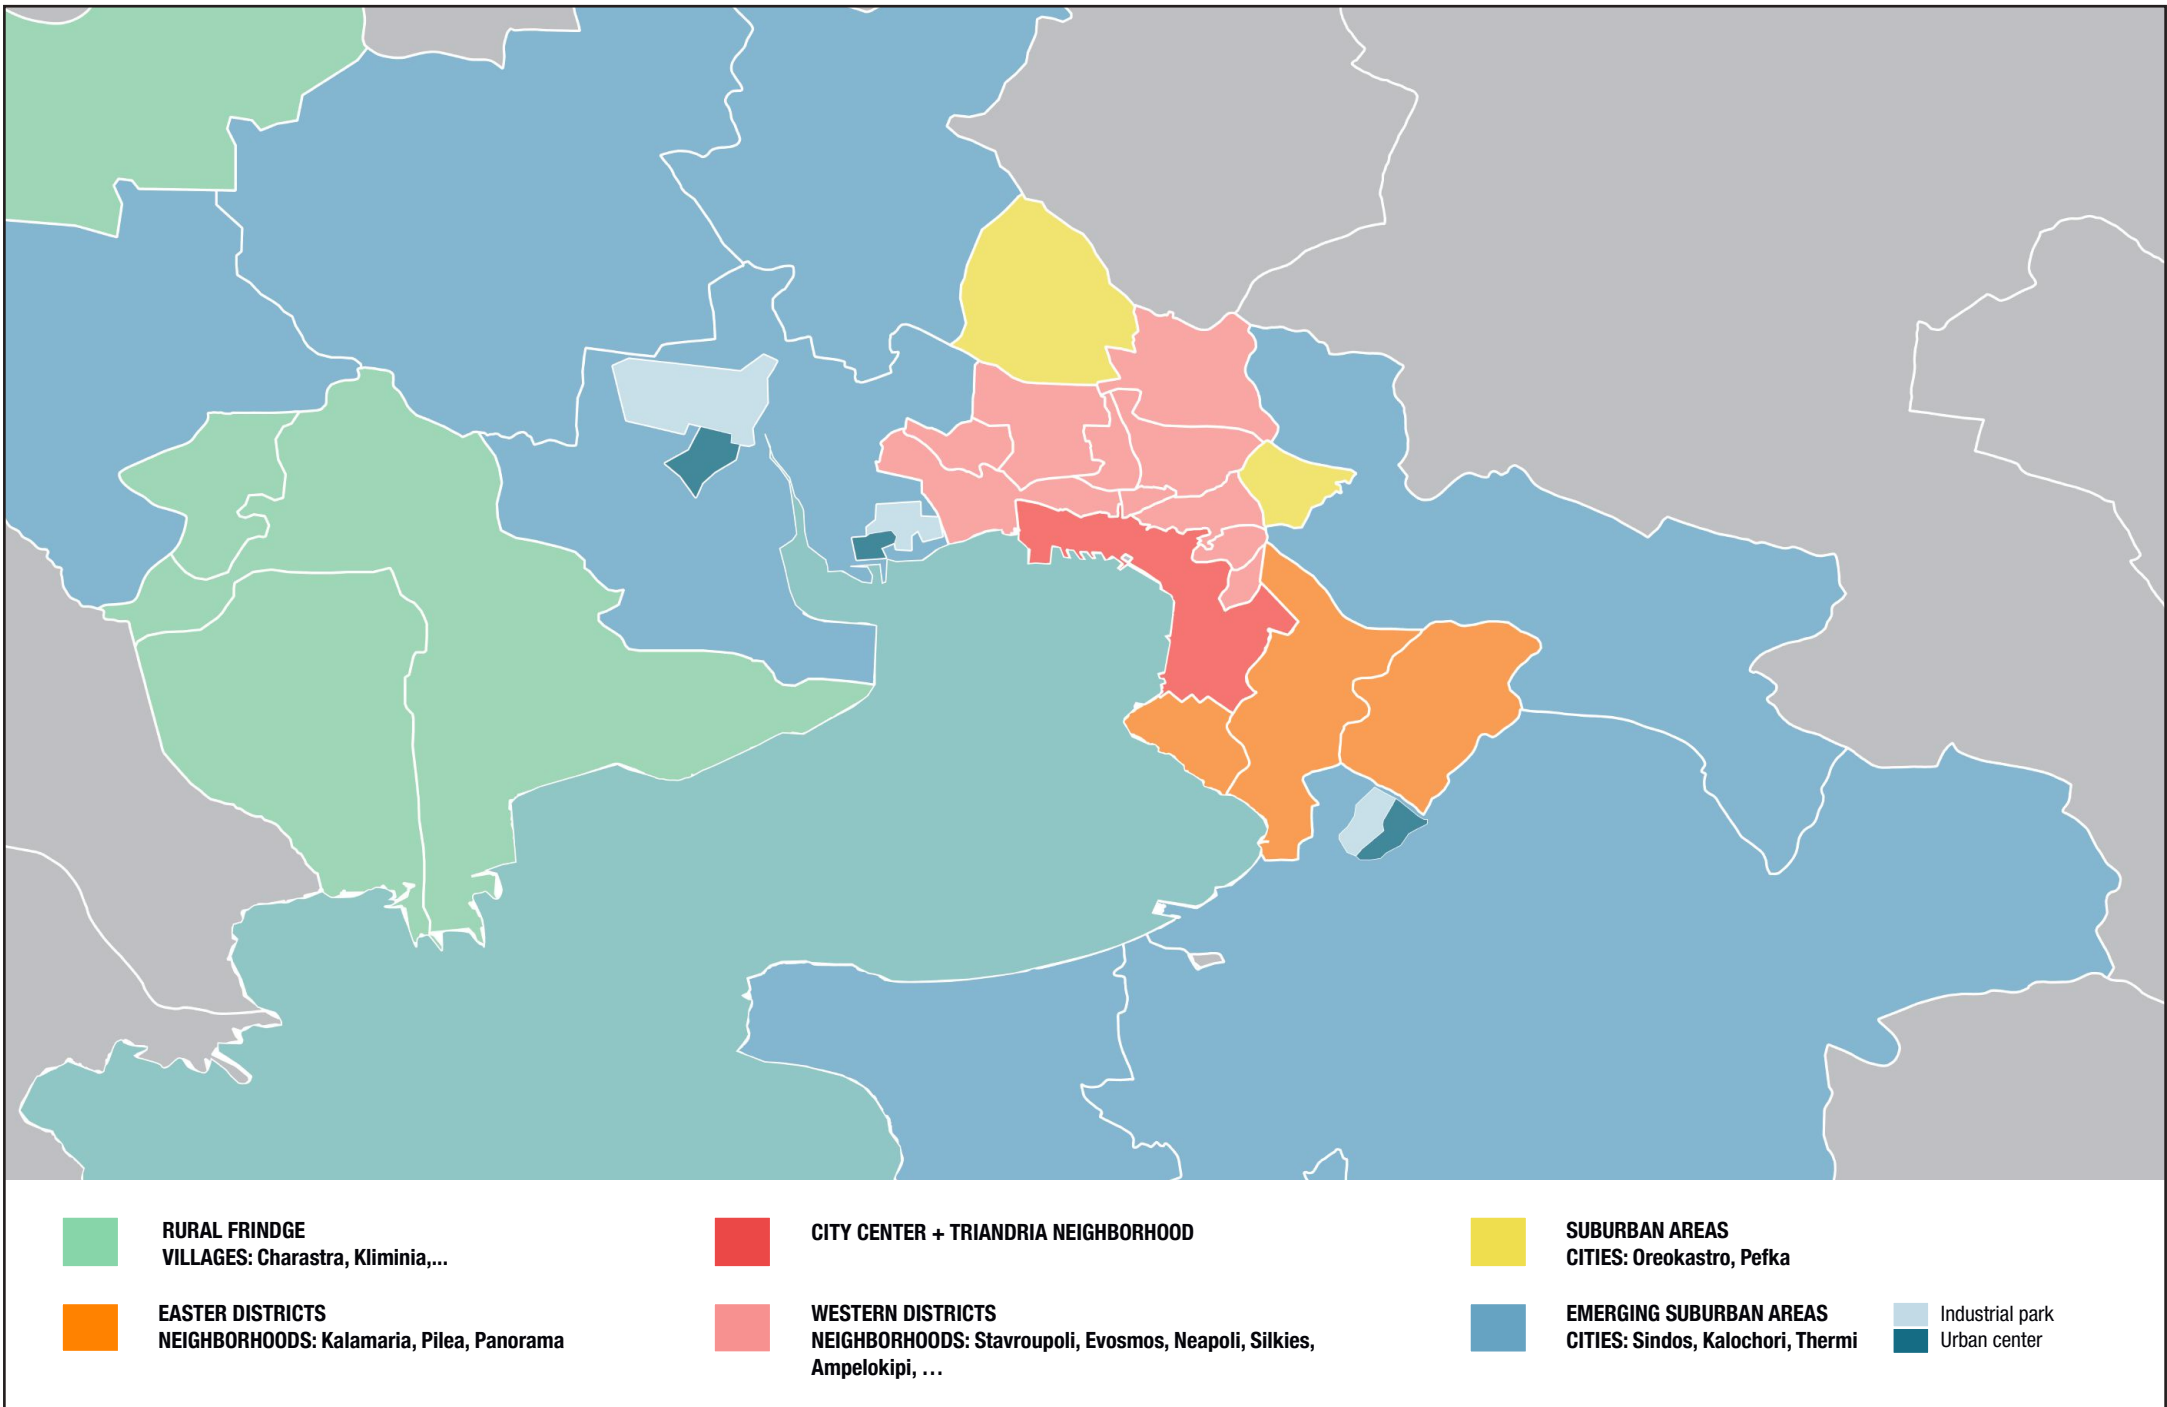 RURAL FRINDGE
VILLAGES: Charastra, Kliminia,...
CITY CENTER + TRIANDRIA NEIGHBORHOOD
SUBURBAN AREAS
CITIES: Oreokastro, Pefka
EASTER DISTRICTS
NEIGHBORHOODS: Kalamaria, Pilea, Panorama
WESTERN DISTRICTS
NEIGHBORHOODS: Stavroupoli, Evosmos, Neapoli, Silkies,
Ampelokipi, ...
EMERGING SUBURBAN AREAS
CITIES: Sindos, Kalochori, Thermi
Industrial park
Urban center